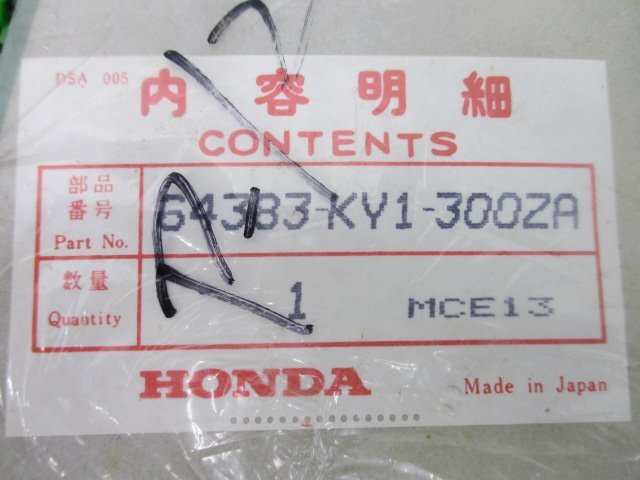 DSA 005
内容明細
CONTENTS
部品番号 Part No. 64383-KY1-300ZA
数量 Quantity 1 MCE13
HONDA Made in Japan